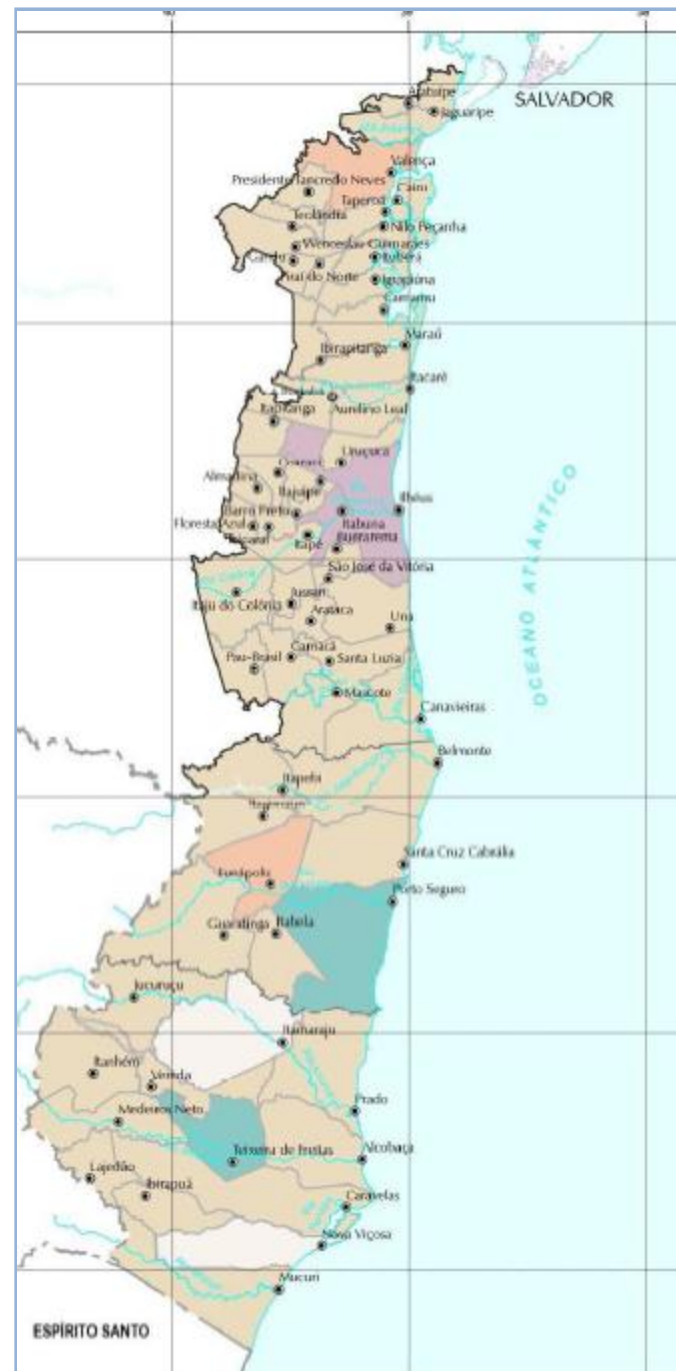 Aratuípe
SALVADOR
Jaguaripe
Valença
Presidente Tancredo Neves
Cairu
Taperoá
Teolândia
Nilo Peçanha
Wenceslau Guimarães
Gandu
Ituberá
Piraí do Norte
Igrapiúna
Camamu
Maraú
Ibirapitanga
Itacaré
Aurelino Leal
Itapitanga
Uruçuca
Almadina
Itajuípe
Ilhéus
Barro Preto
Floresta Azul
Itabuna
Buerarema
Itapé
São José da Vitória
Itaju do Colônia
Jussari
Arataca
Una
OCEANO ATLÂNTICO
Camacã
Pau-Brasil
Santa Luzia
Mascote
Canavieiras
Belmonte
Itapebi
Santa Cruz Cabrália
Eunápolis
Porto Seguro
Guaratinga
Itabela
Jucuruçu
Itamaraju
Itanhém
Vereda
Prado
Medeiros Neto
Teixeira de Freitas
Alcobaça
Lajedão
Ibirapuã
Caravelas
Nova Viçosa
Mucuri
ESPÍRITO SANTO